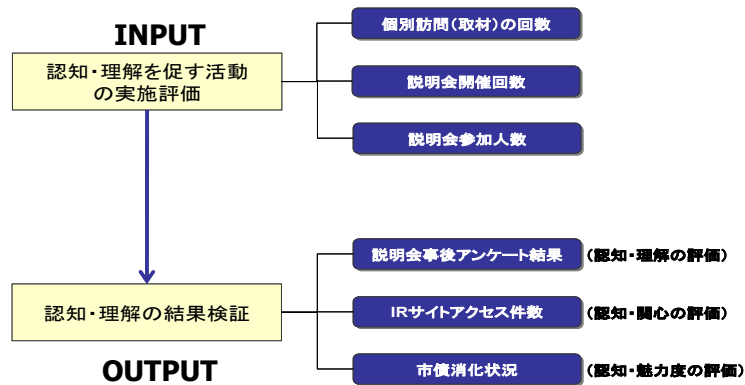 INPUT
認知・理解を促す活動
の実施評価
個別訪問(取材)の回数
説明会開催回数
説明会参加人数
認知・理解の結果検証
OUTPUT
説明会事後アンケート結果 (認知・理解の評価)
IRサイトアクセス件数 (認知・関心の評価)
市債消化状況 (認知・魅力度の評価)